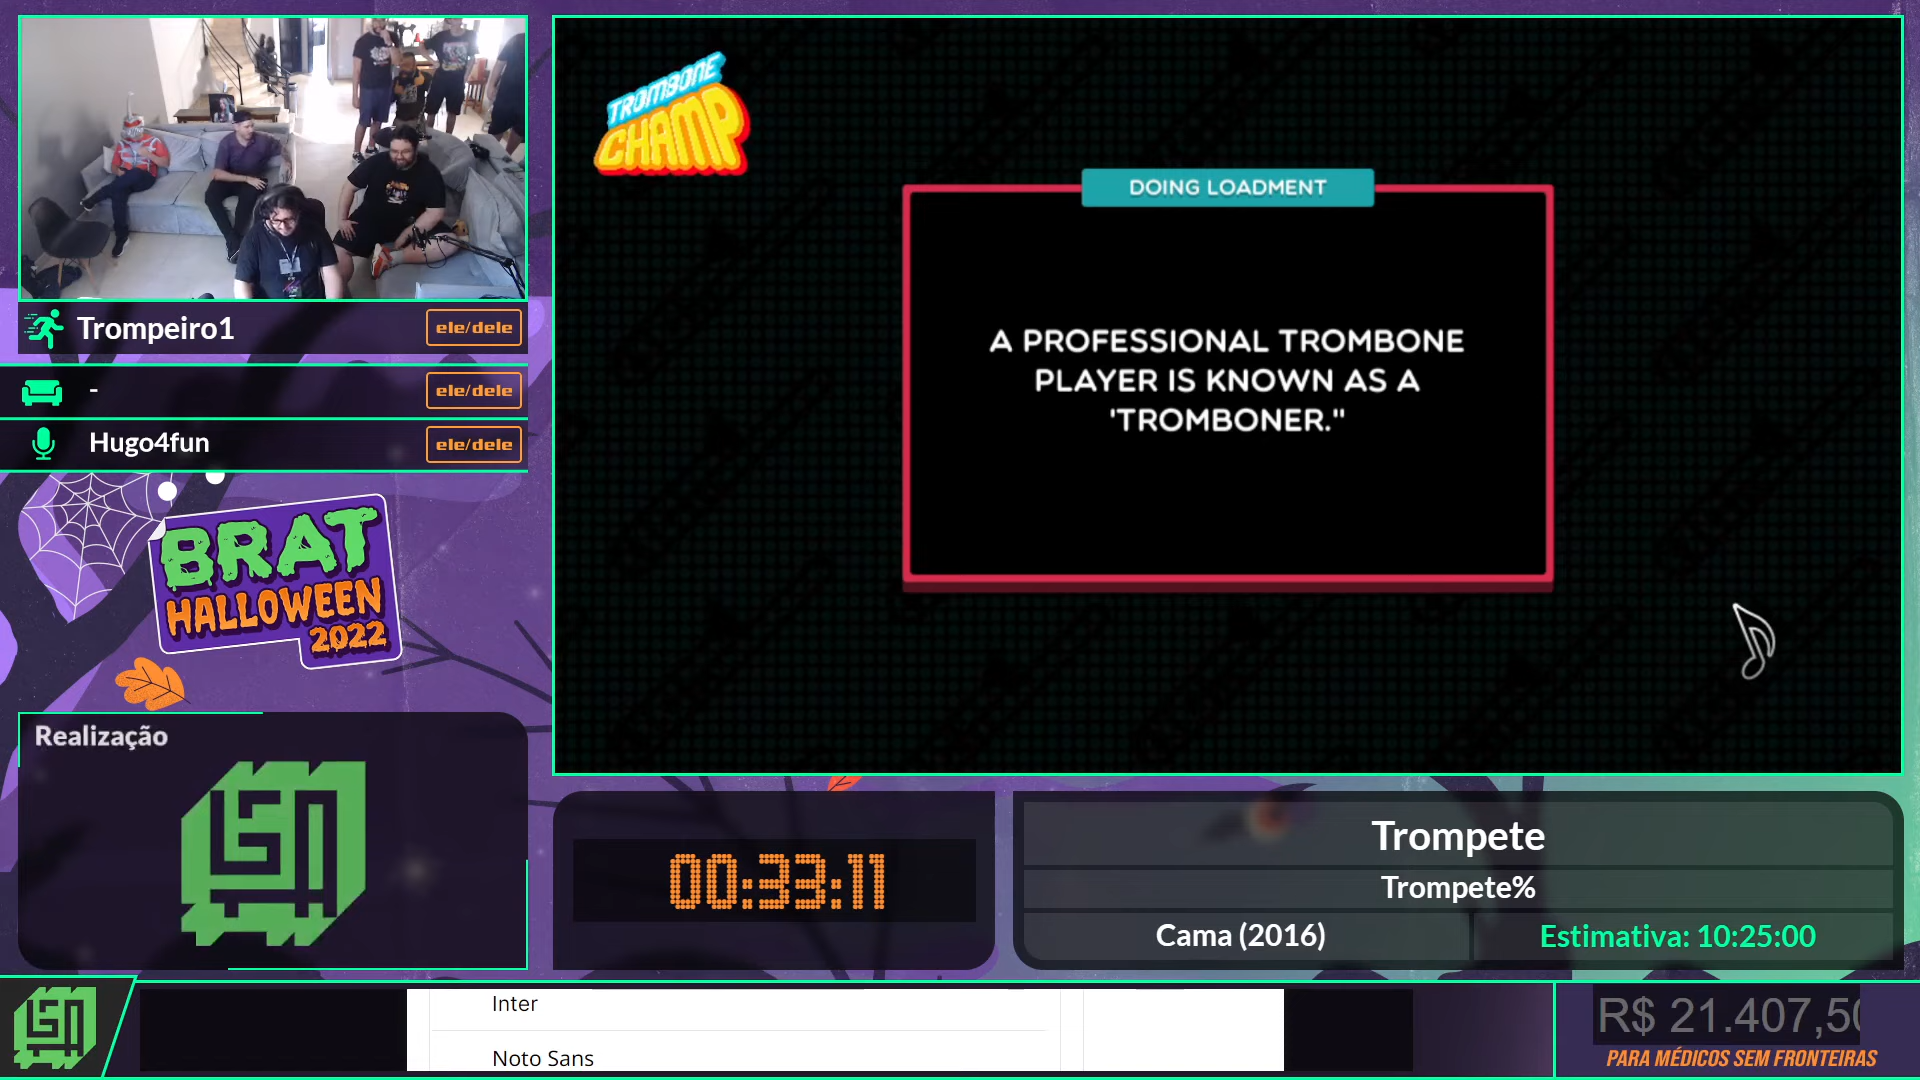 TROMBONE
CHAMP
DOING LOADMENT
A PROFESSIONAL TROMBONE
PLAYER IS KNOWN AS A
'TROMBONER."
Trompeiro1
ele/dele
-
ele/dele
Hugo4fun
ele/dele
BRAT
HALLOWEEN
2022
Realização
00:33:11
Trompete
Trompete%
Cama (2016)
Estimativa: 10:25:00
Inter
Noto Sans
R$ 21.407,50
PARA MÉDICOS SEM FRONTEIRAS